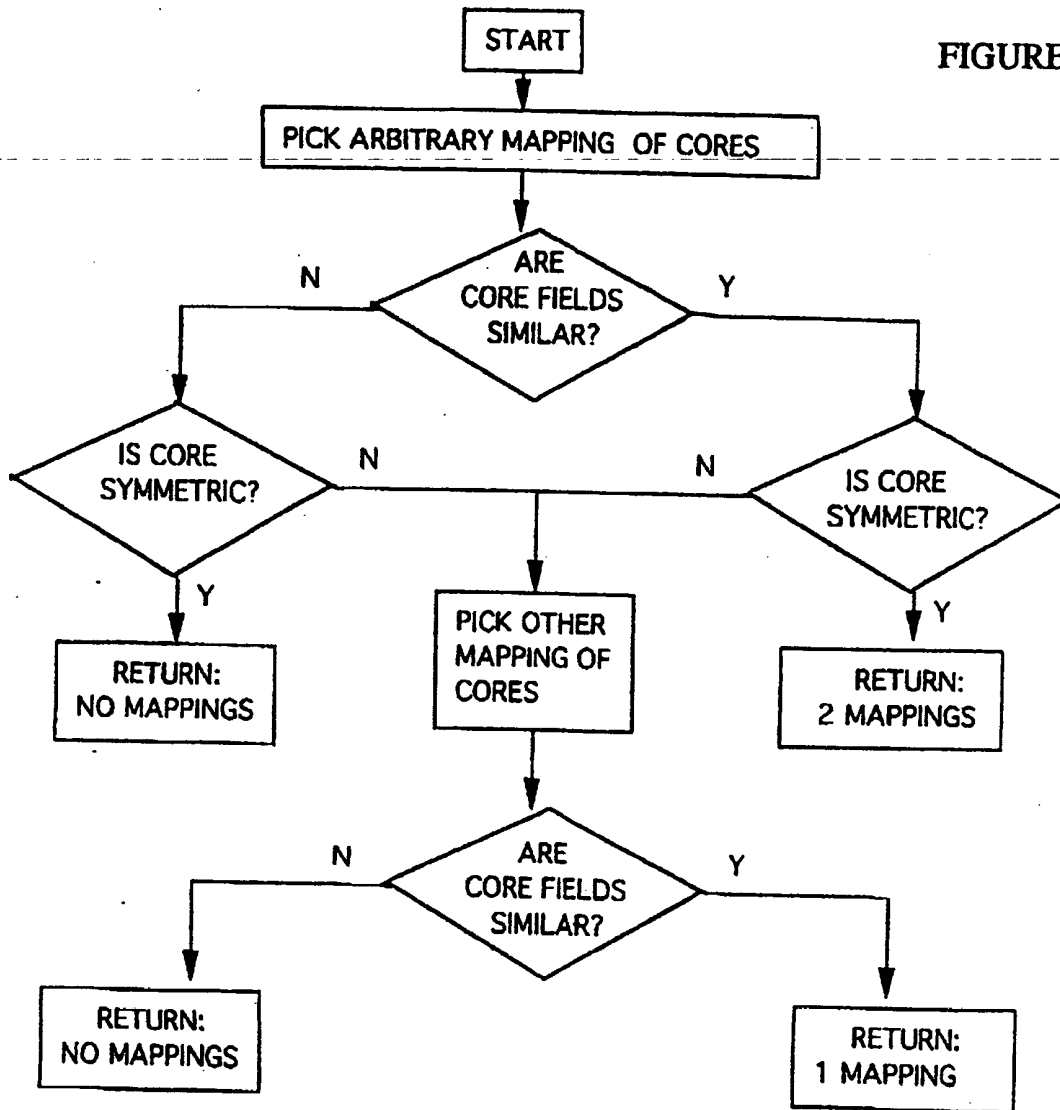 START
FIGURE
PICK ARBITRARY MAPPING OF CORES
ARE
CORE FIELDS
SIMILAR?
N
Y
IS CORE
SYMMETRIC?
N
N
IS CORE
SYMMETRIC?
Y
Y
RETURN:
NO MAPPINGS
PICK OTHER
MAPPING OF
CORES
RETURN:
2 MAPPINGS
ARE
CORE FIELDS
SIMILAR?
N
Y
RETURN:
NO MAPPINGS
RETURN:
1 MAPPING